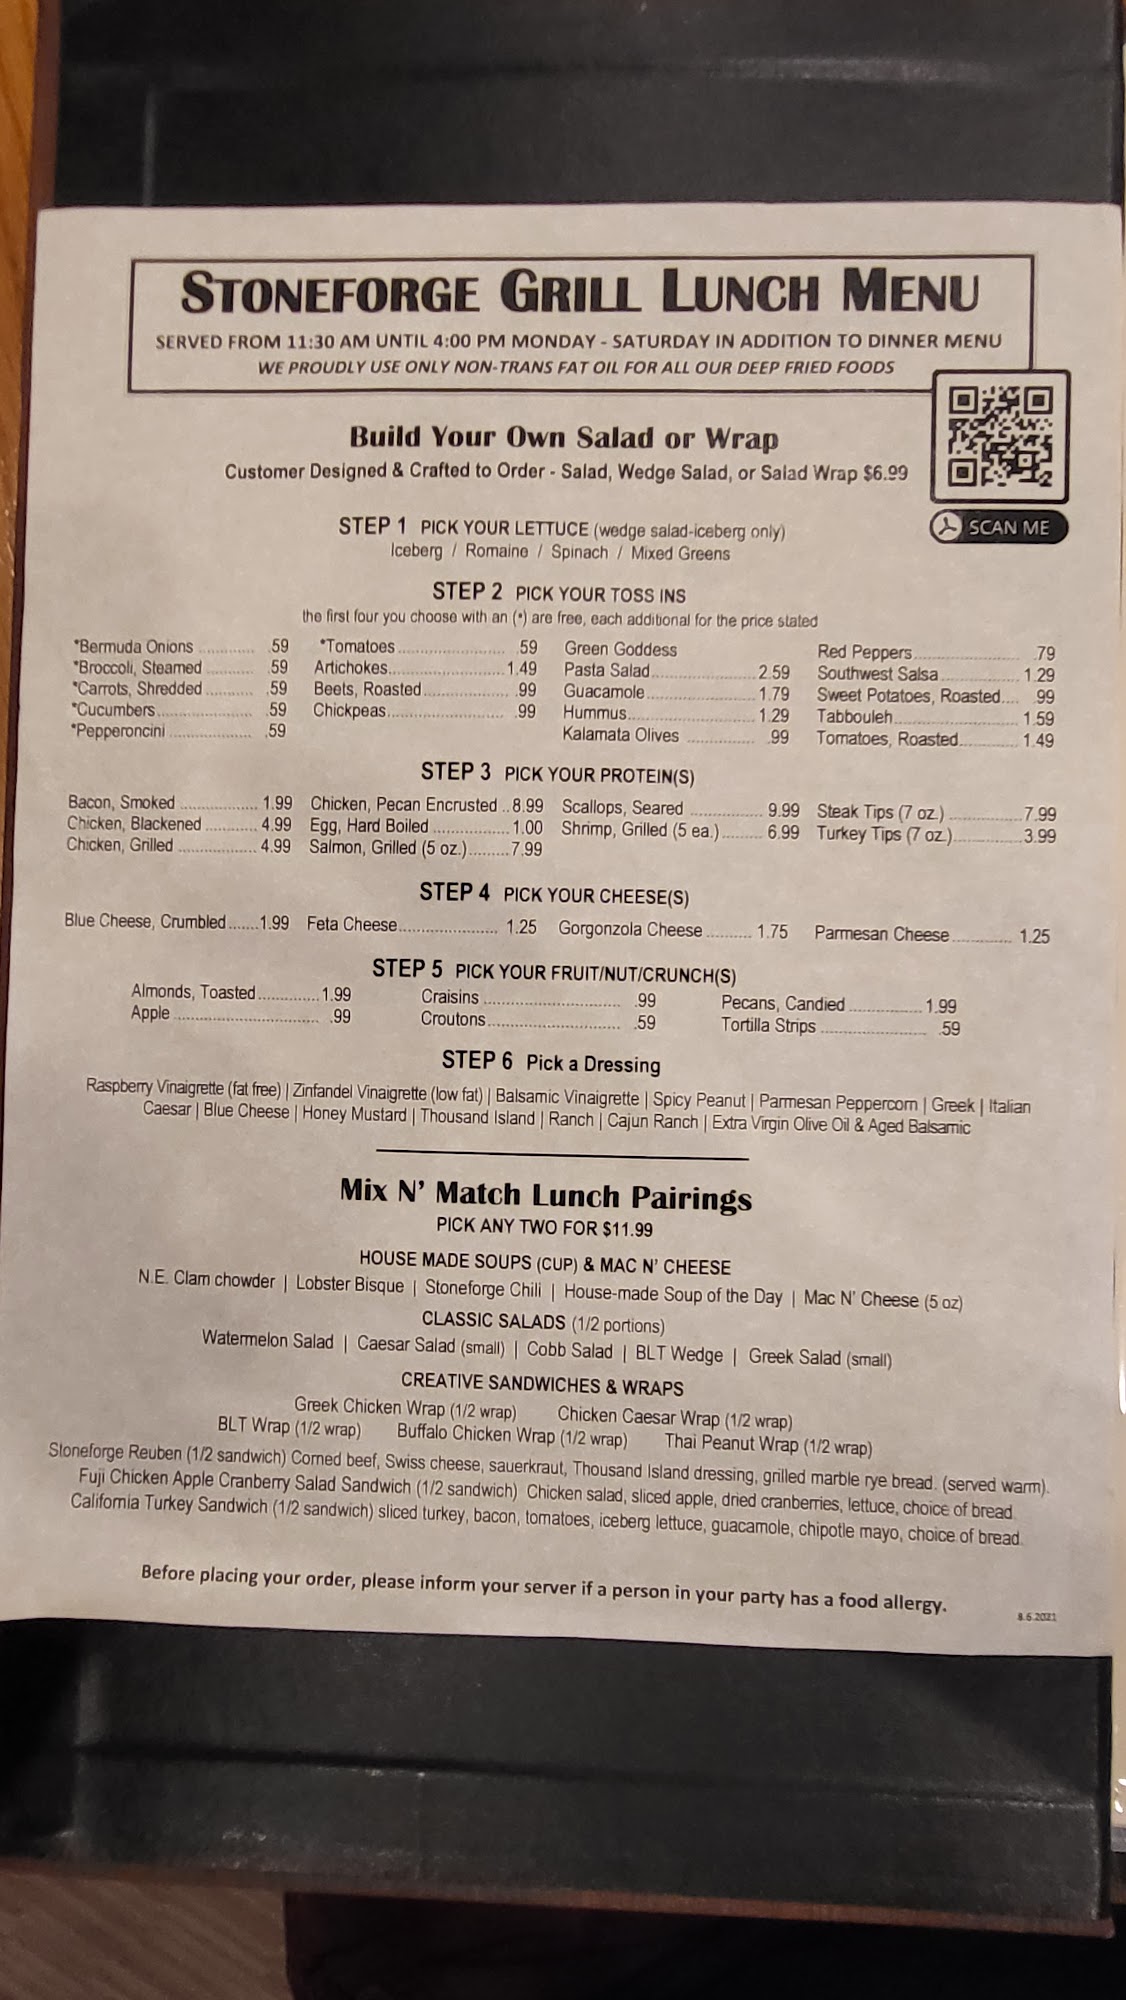 STONEFORGE GRILL LUNCH MENU
SERVED FROM 11:30 AM UNTIL 4:00 PM MONDAY - SATURDAY IN ADDITION TO DINNER MENU
WE PROUDLY USE ONLY NON-TRANS FAT OIL FOR ALL OUR DEEP FRIED FOODS
SCAN ME
Build Your Own Salad or Wrap
Customer Designed & Crafted to Order - Salad, Wedge Salad, or Salad Wrap $6.99
STEP 1 PICK YOUR LETTUCE (wedge salad-iceberg only)
Iceberg / Romaine / Spinach / Mixed Greens
STEP 2 PICK YOUR TOSS INS
the first four you choose with an (*) are free, each additional for the price stated
*Bermuda Onions ............. .59
*Broccoli, Steamed ............ .59
*Carrots, Shredded ........... .59
*Cucumbers...................... .59
*Pepperoncini .................... .59
*Tomatoes......................... .59
Artichokes........................... 1.49
Beets, Roasted.................... .99
Chickpeas............................ .99
Green Goddess
Pasta Salad........................ 2.59
Guacamole......................... 1.79
Hummus............................. 1.29
Kalamata Olives ................ .99
Red Peppers......................... .79
Southwest Salsa.................. 1.29
Sweet Potatoes, Roasted.... .99
Tabbouleh............................ 1.59
Tomatoes, Roasted.............. 1.49
STEP 3 PICK YOUR PROTEIN(S)
Bacon, Smoked .................. 1.99
Chicken, Blackened ............ 4.99
Chicken, Grilled .................. 4.99
Chicken, Pecan Encrusted .. 8.99
Egg, Hard Boiled .................. 1.00
Salmon, Grilled (5 oz.)......... 7.99
Scallops, Seared ................. 9.99
Shrimp, Grilled (5 ea.)......... 6.99
Steak Tips (7 oz.) ................. 7.99
Turkey Tips (7 oz.)................ 3.99
STEP 4 PICK YOUR CHEESE(S)
Blue Cheese, Crumbled....... 1.99 Feta Cheese....................... 1.25 Gorgonzola Cheese .......... 1.75 Parmesan Cheese.............. 1.25
STEP 5 PICK YOUR FRUIT/NUT/CRUNCH(S)
Almonds, Toasted.............. 1.99
Apple .................................. .99
Craisins ................................ .99
Croutons............................... .59
Pecans, Candied ................. 1.99
Tortilla Strips ......................... .59
STEP 6 Pick a Dressing
Raspberry Vinaigrette (fat free) | Zinfandel Vinaigrette (low fat) | Balsamic Vinaigrette | Spicy Peanut | Parmesan Peppercorn | Greek | Italian
Caesar | Blue Cheese | Honey Mustard | Thousand Island | Ranch | Cajun Ranch | Extra Virgin Olive Oil & Aged Balsamic
Mix N' Match Lunch Pairings
PICK ANY TWO FOR $11.99
HOUSE MADE SOUPS (CUP) & MAC N' CHEESE
N.E. Clam chowder | Lobster Bisque | Stoneforge Chili | House-made Soup of the Day | Mac N' Cheese (5 oz)
CLASSIC SALADS (1/2 portions)
Watermelon Salad | Caesar Salad (small) | Cobb Salad | BLT Wedge | Greek Salad (small)
CREATIVE SANDWICHES & WRAPS
Greek Chicken Wrap (1/2 wrap) Chicken Caesar Wrap (1/2 wrap)
BLT Wrap (1/2 wrap) Buffalo Chicken Wrap (1/2 wrap) Thai Peanut Wrap (1/2 wrap)
Stoneforge Reuben (1/2 sandwich) Corned beef, Swiss cheese, sauerkraut, Thousand Island dressing, grilled marble rye bread. (served warm).
Fuji Chicken Apple Cranberry Salad Sandwich (1/2 sandwich) Chicken salad, sliced apple, dried cranberries, lettuce, choice of bread.
California Turkey Sandwich (1/2 sandwich) sliced turkey, bacon, tomatoes, iceberg lettuce, guacamole, chipotle mayo, choice of bread.
Before placing your order, please inform your server if a person in your party has a food allergy.
8.6.2021